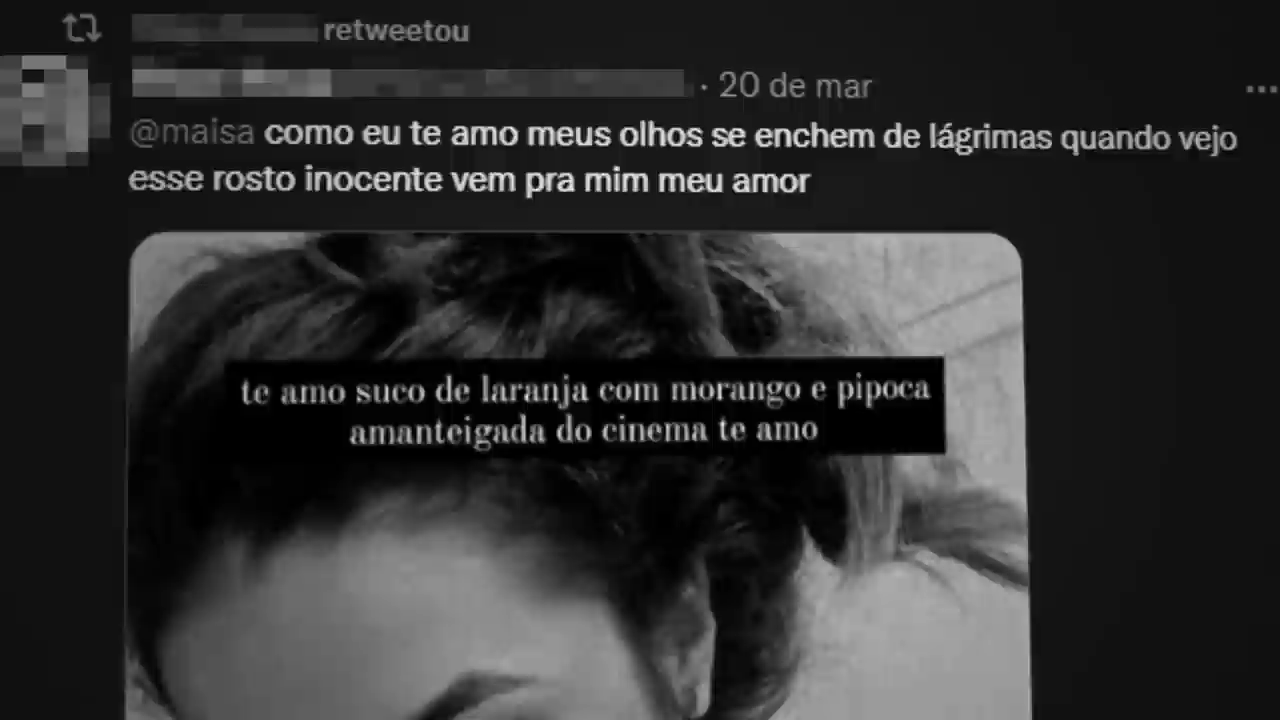 retweetou
· 20 de mar
@maisa como eu te amo meus olhos se enchem de lágrimas quando vejo
esse rosto inocente vem pra mim meu amor
te amo suco de laranja com morango e pipoca
amanteigada do cinema te amo